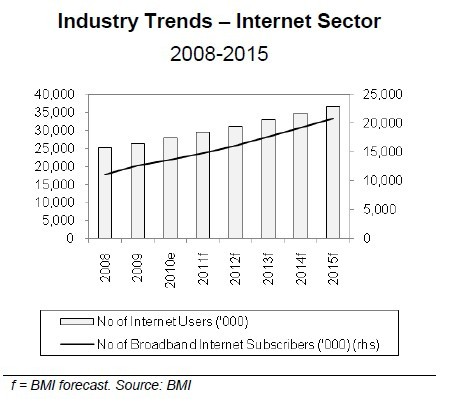 Industry Trends – Internet Sector
2008-2015
40,000
35,000
30,000
25,000
20,000
15,000
10,000
5,000
0
25,000
20,000
15,000
10,000
5,000
0
2008
2009
2010e
2011f
2012f
2013f
2014f
2015f
No of Internet Users ('000)
No of Broadband Internet Subscribers ('000) (rhs)
f = BMI forecast. Source: BMI